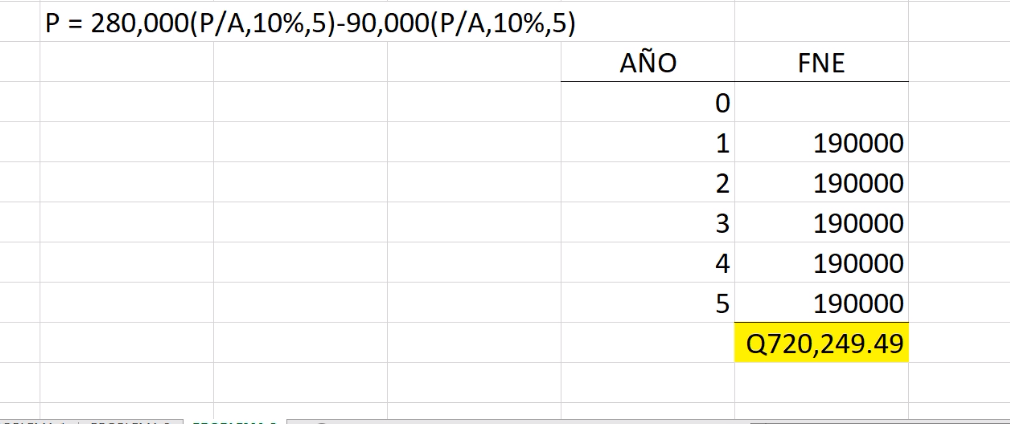 P = 280,000(P/A,10%,5)-90,000(P/A,10%,5)
AÑO FNE
0
1 190000
2 190000
3 190000
4 190000
5 190000
Q720,249.49